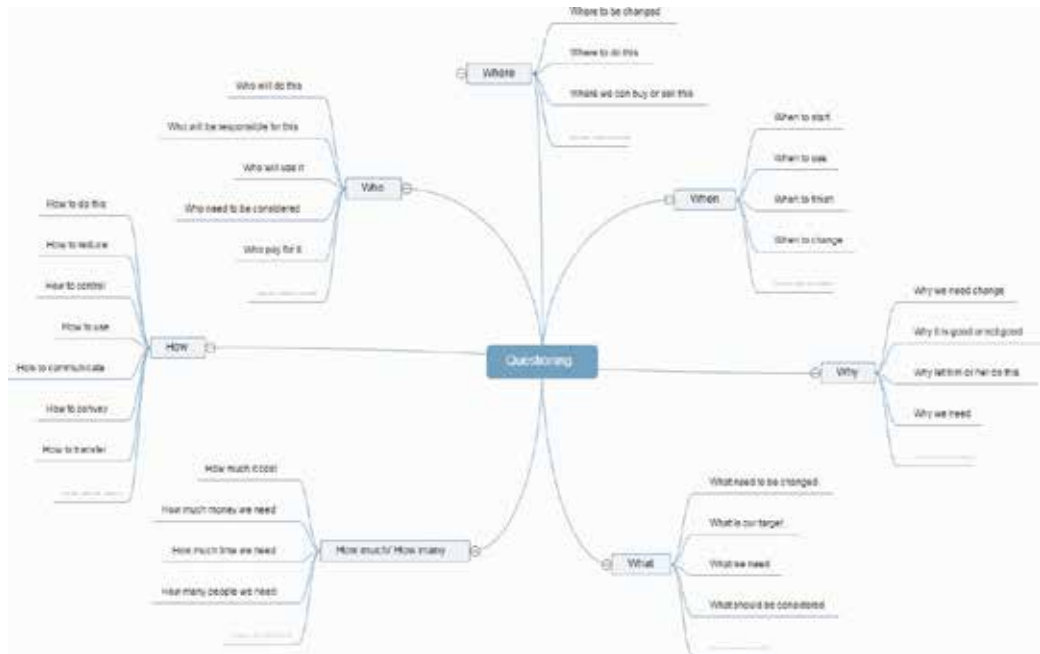 Questioning
Where
Where to be changed
Where to do this
Where we can buy or sell this
When
When to start
When to use
When to finish
When to change
Why
Why we need change
Why it is good or not good
Why let him or her do this
Why we need
What
What need to be changed
What is our target
What we need
What should be considered
How much/ How many
How much it cost
How much money we need
How much time we need
How many people we need
How
How to do this
How to
How to control
How to use
How to communicate
How to convey
How to transfer
Who
Who will do this
Who will be responsible for this
Who will use it
Who need to be considered
Who pay for it